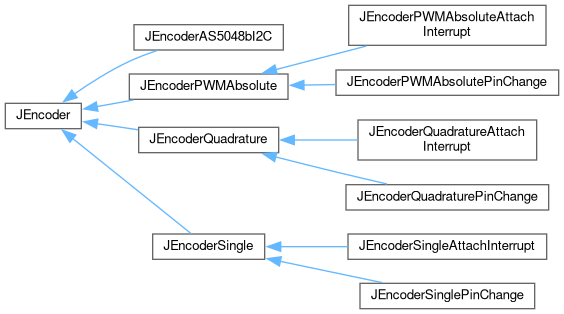 JEncoder
JEncoderAS5048bI2C
JEncoderPWMAbsolute
JEncoderPWMAbsoluteAttach
Interrupt
JEncoderPWMAbsolutePinChange
JEncoderQuadrature
JEncoderQuadratureAttach
Interrupt
JEncoderQuadraturePinChange
JEncoderSingle
JEncoderSingleAttachInterrupt
JEncoderSinglePinChange